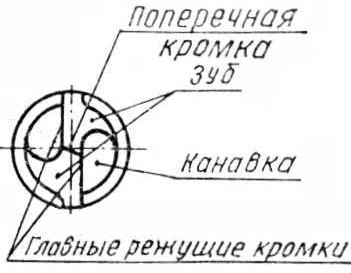 Поперечная
кромка
Зуб
Канавка
Главные режущие кромки